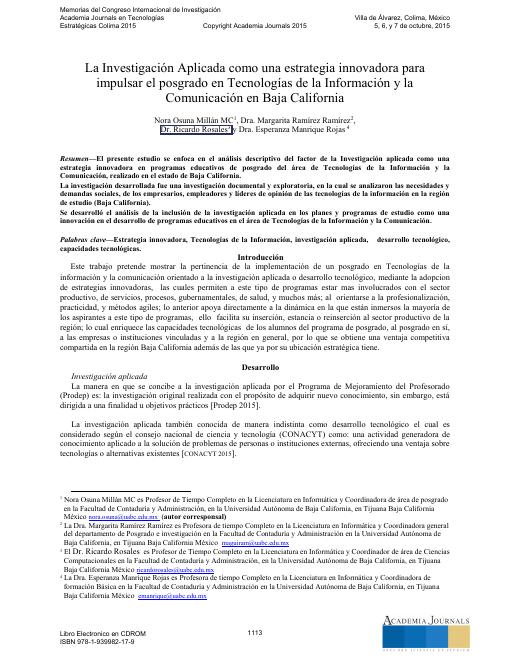 Memorias del Congreso Internacional de Investigación
Academia Journals en Tecnologías
Estratégicas Colima 2015
Copyright Academia Journals 2015
Villa de Álvarez, Colima, México
5, 6, y 7 de octubre, 2015
La Investigación Aplicada como una estrategia innovadora para
impulsar el posgrado en Tecnologías de la Información y la
Comunicación en Baja California
Nora Osuna Millán MC1, Dra. Margarita Ramírez Ramírez2,
Dr. Ricardo Rosales3 y Dra. Esperanza Manrique Rojas 4
Resumen—El presente estudio se enfoca en el análisis descriptivo del factor de la Investigación aplicada como una
estrategia innovadora en programas educativos de posgrado del área de Tecnologías de la Información y la
Comunicación, realizado en el estado de Baja California.
La investigación desarrollada fue una investigación documental y exploratoria, en la cual se analizaron las necesidades y
demandas sociales, de los empresarios, empleadores y líderes de opinión de las tecnologías de la información en la región
de estudio (Baja California).
Se desarrolló el análisis de la inclusión de la investigación aplicada en los planes y programas de estudio como una
innovación en el desarrollo de programas educativos en el área de Tecnologías de la Información y la Comunicación.
Palabras clave—Estrategia innovadora, Tecnologías de la Información, investigación aplicada, desarrollo tecnológico,
capacidades tecnológicas.
Introducción
Este trabajo pretende mostrar la pertinencia de la implementación de un posgrado en Tecnologías de la
información y la comunicación orientado a la investigación aplicada o desarrollo tecnológico, mediante la adopcion
de estrategias innovadoras, las cuales permiten a este tipo de programas estar mas involucrados con el sector
productivo, de servicios, procesos, gubernamentales, de salud, y muchos más; al orientarse a la profesionalización,
practicidad, y métodos agiles; lo anterior apoya directamente a la dinámica en la que están inmersos la mayoría de
los aspirantes a este tipo de programas, ello facilita su inserción, estancia o reinserción al sector productivo de la
región; lo cual enriquece las capacidades tecnológicas de los alumnos del programa de posgrado, al posgrado en sí,
a las empresas o instituciones vinculadas y a la región en general, por lo que se obtiene una ventaja competitiva
compartida en la región Baja California además de las que ya por su ubicación estratégica tiene.
Desarrollo
Investigación aplicada
La manera en que se concibe a la investigación aplicada por el Programa de Mejoramiento del Profesorado
(Prodep) es: la investigación original realizada con el propósito de adquirir nuevo conocimiento, sin embargo, está
dirigida a una finalidad u objetivos prácticos [Prodep 2015].
La investigación aplicada también conocida de manera indistinta como desarrollo tecnológico el cual es
considerado según el consejo nacional de ciencia y tecnología (CONACYT) como: una actividad generadora de
conocimiento aplicado a la solución de problemas de personas o instituciones externas, ofreciendo una ventaja sobre
tecnologías o alternativas existentes [CONACYT 2015].
1 Nora Osuna Millán MC es Profesor de Tiempo Completo en la Licenciatura en Informática y Coordinadora de área de posgrado
en la Facultad de Contaduría y Administración, en la Universidad Autónoma de Baja California, en Tijuana Baja California
México nora.osuna@uabc.edu.mx (autor corresponsal)
2 La Dra. Margarita Ramírez Ramírez es Profesora de tiempo Completo en la Licenciatura en Informática y Coordinadora general
del departamento de Posgrado e investigación en la Facultad de Contaduría y Administración en la Universidad Autónoma de
Baja California, en Tijuana Baja California México. maguiram@uabc.edu.mx
3 El Dr. Ricardo Rosales es Profesor de Tiempo Completo en la Licenciatura en Informática y Coordinador de área de Ciencias
Computacionales en la Facultad de Contaduría y Administración, en la Universidad Autónoma de Baja California, en Tijuana
Baja California México ricardorosales@uabc.edu.mx
4 La Dra. Esperanza Manrique Rojas es Profesora de tiempo Completo en la Licenciatura en Informática y Coordinadora de
formación Básica en la Facultad de Contaduría y Administración en la Universidad Autónoma de Baja California, en Tijuana
Baja California México. emanrique@uabc.edu.mx
Libro Electronico en CDROM
ISBN 978-1-939982-17-9
1113
ACADEMIA JOURNALS